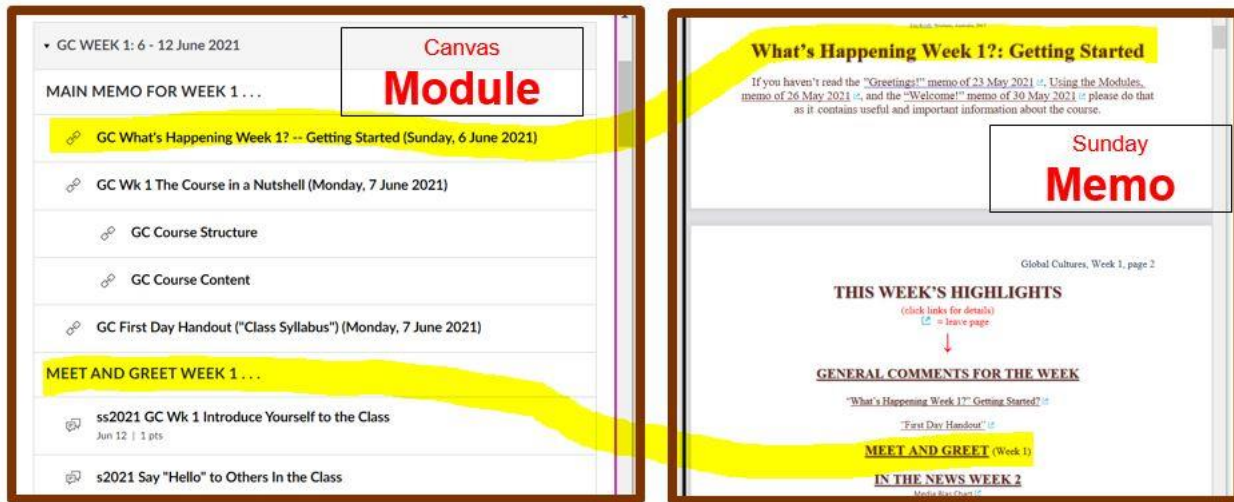 GC WEEK 1: 6 - 12 June 2021
Canvas
Module
MAIN MEMO FOR WEEK 1 . . .
GC What's Happening Week 1? -- Getting Started (Sunday, 6 June 2021)
GC Wk 1 The Course in a Nutshell (Monday, 7 June 2021)
GC Course Structure
GC Course Content
GC First Day Handout ("Class Syllabus") (Monday, 7 June 2021)
MEET AND GREET WEEK 1 . . .
ss2021 GC Wk 1 Introduce Yourself to the Class
Jun 12 | 1 pts
s2021 Say "Hello" to Others In the Class
What's Happening Week 1?: Getting Started
If you haven't read the "Greetings!" memo of 23 May 2021, Using the Modules,
memo of 26 May 2021, and the "Welcome!" memo of 30 May 2021 please do that
as it contains useful and important information about the course.
Sunday
Memo
Global Cultures, Week 1, page 2
THIS WEEK'S HIGHLIGHTS
(click links for details)
= leave page
↓
GENERAL COMMENTS FOR THE WEEK
"What's Happening Week 1?" Getting Started?
"First Day Handout"
MEET AND GREET (Week 1)
IN THE NEWS WEEK 2
Media Bias Chart